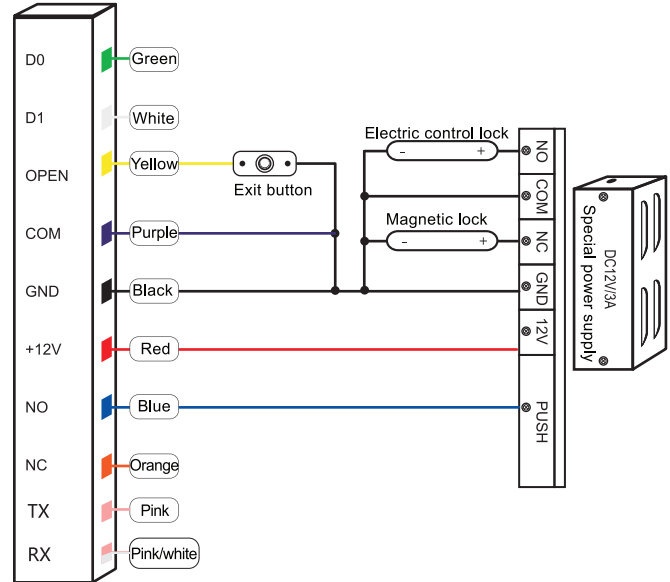 D0
Green
D1
White
OPEN
Yellow
Exit button
COM
Purple
GND
Black
+12V
Red
NO
Blue
NC
Orange
TX
Pink
RX
Pink/white
Electric control lock
- +
Magnetic lock
- +
NO
COM
NC
GND
12V
PUSH
DC12V/3A
Special power supply